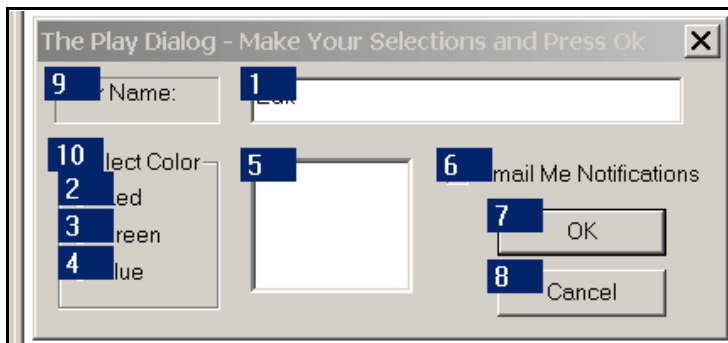 The Play Dialog - Make Your Selections and Press Ok
9 Name:
1
10 lect Color
2 ed
3 reen
4 lue
5
6 mail Me Notifications
7 OK
8 Cancel